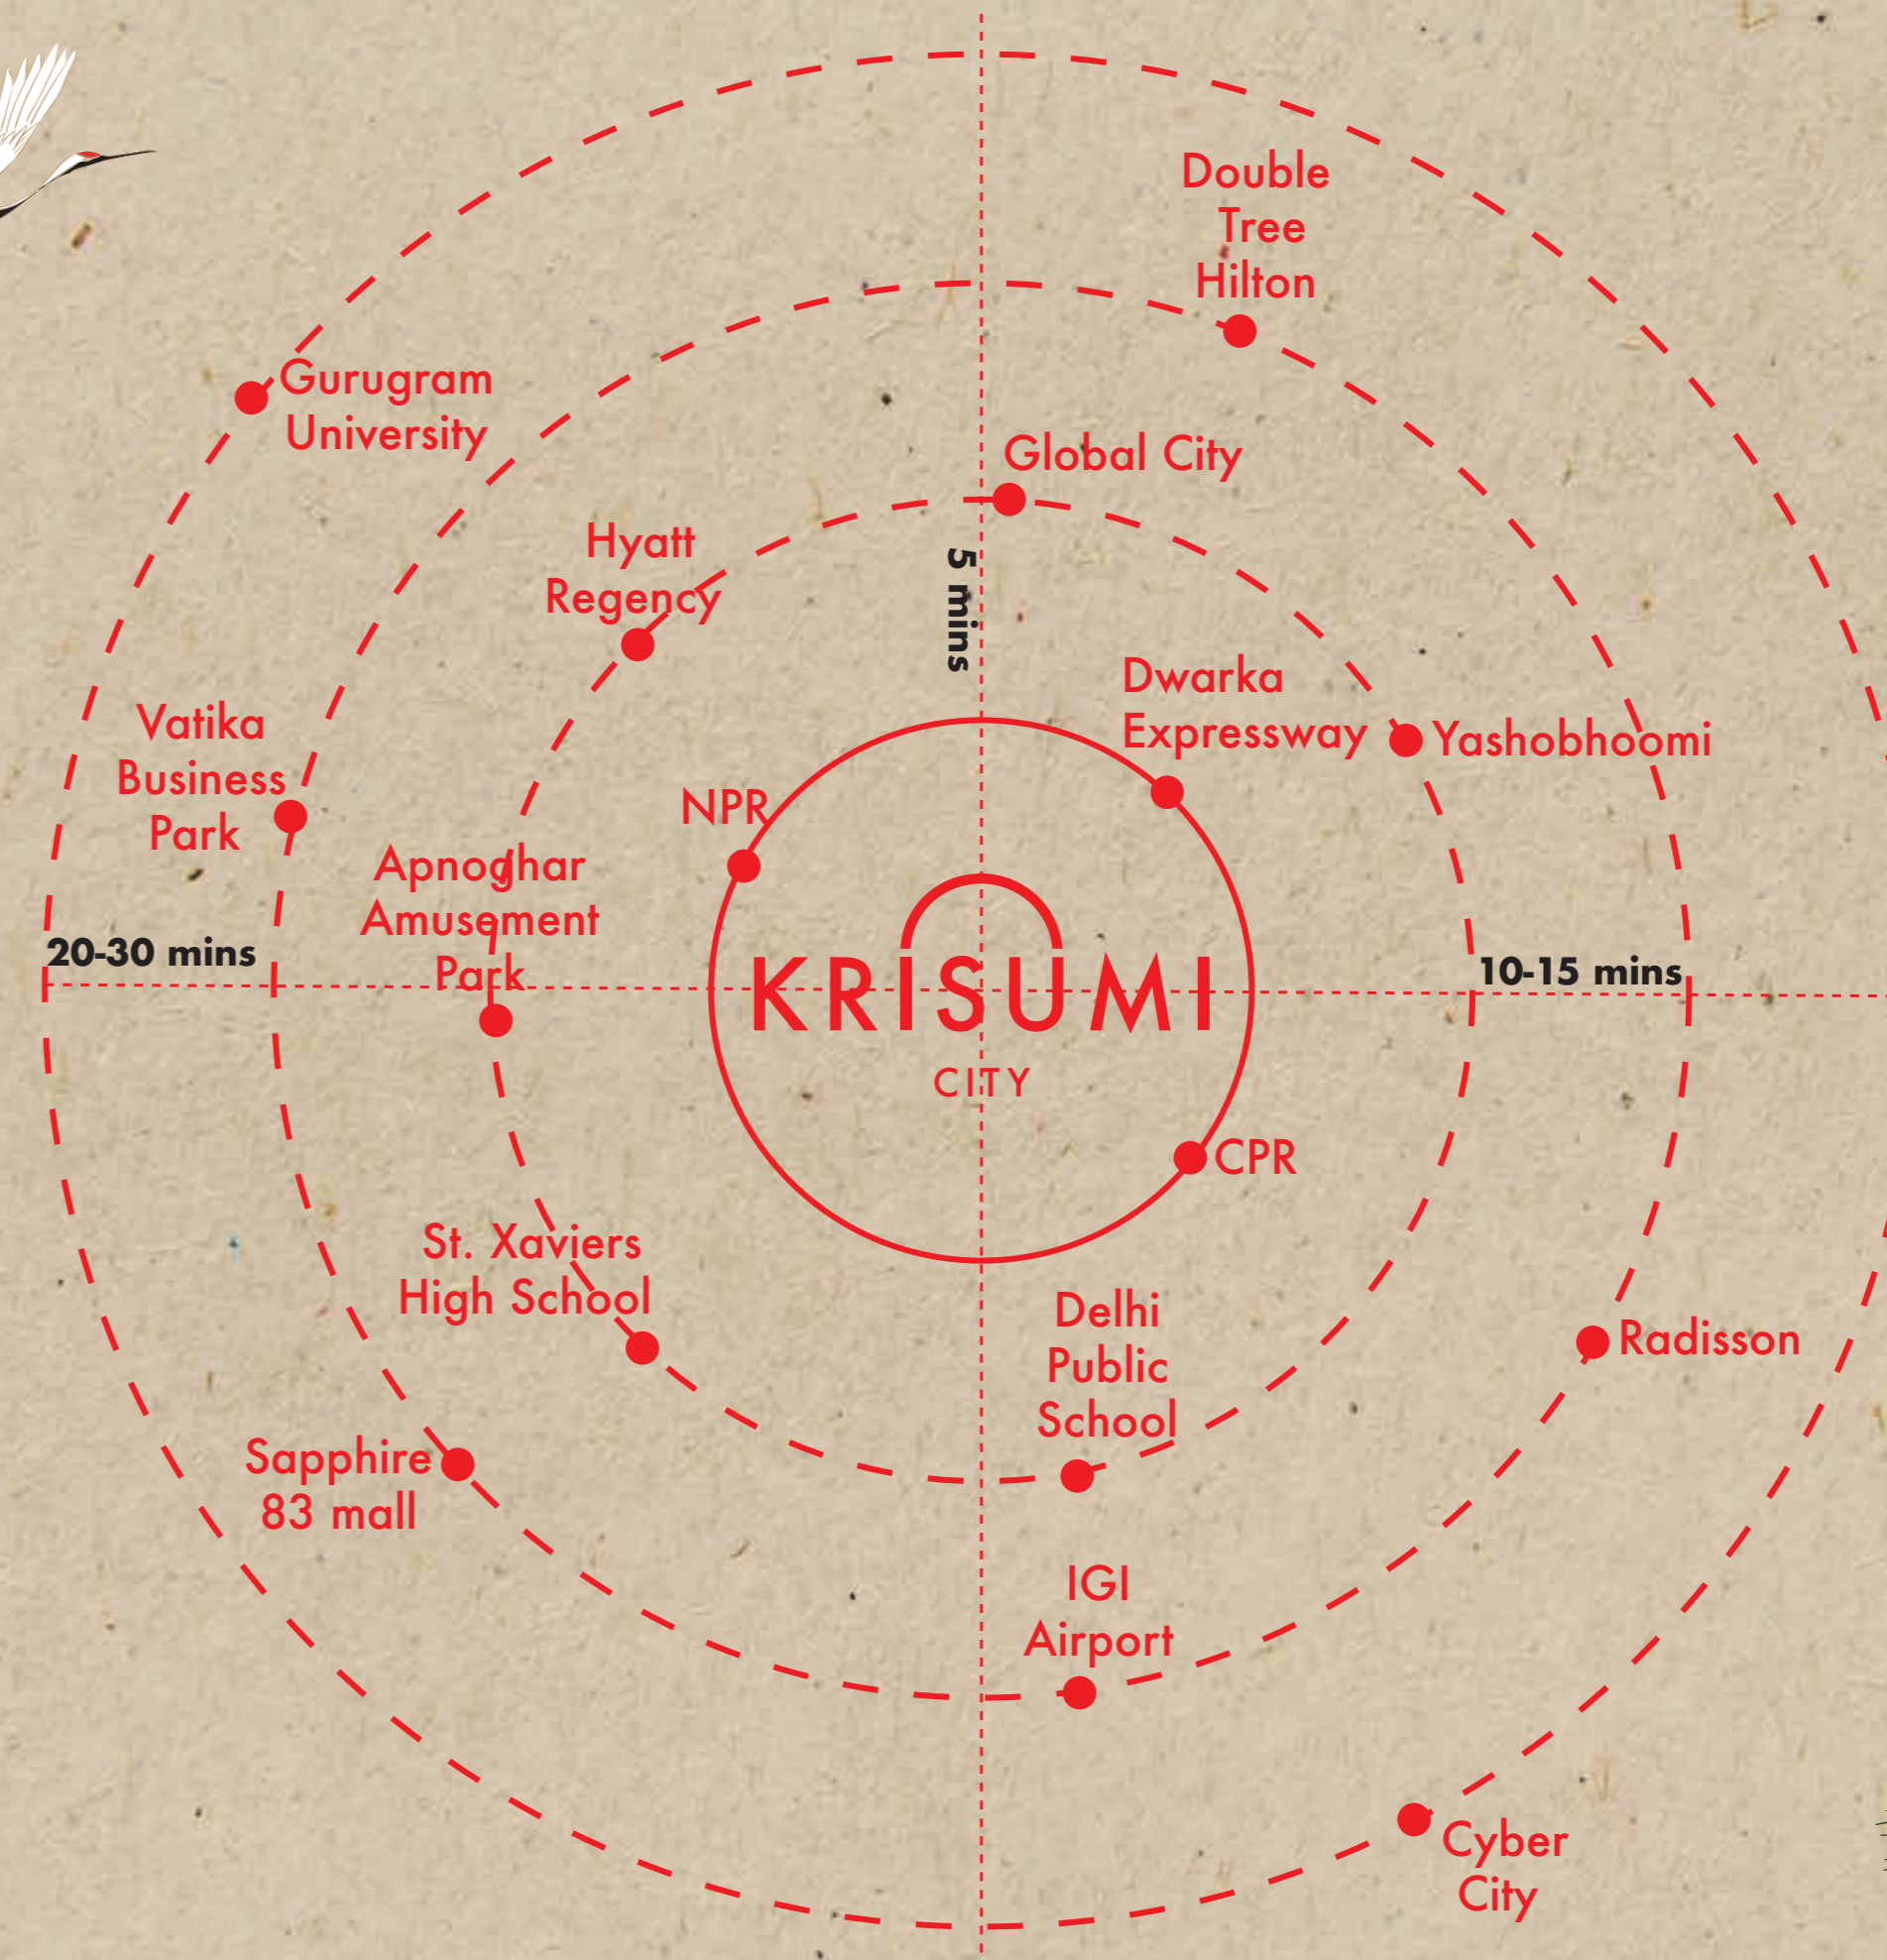 Double
Tree
Hilton
Gurugram
University
Global City
Hyatt
Regency
5 mins
Dwarka
Expressway
Yashobhoomi
Vatika
Business
Park
NPR
Apnoghar
Amusement
Park
20-30 mins
10-15 mins
KRISUMI
CITY
CPR
St. Xaviers
High School
Delhi
Public
School
Radisson
Sapphire
83 mall
IGI
Airport
Cyber
City